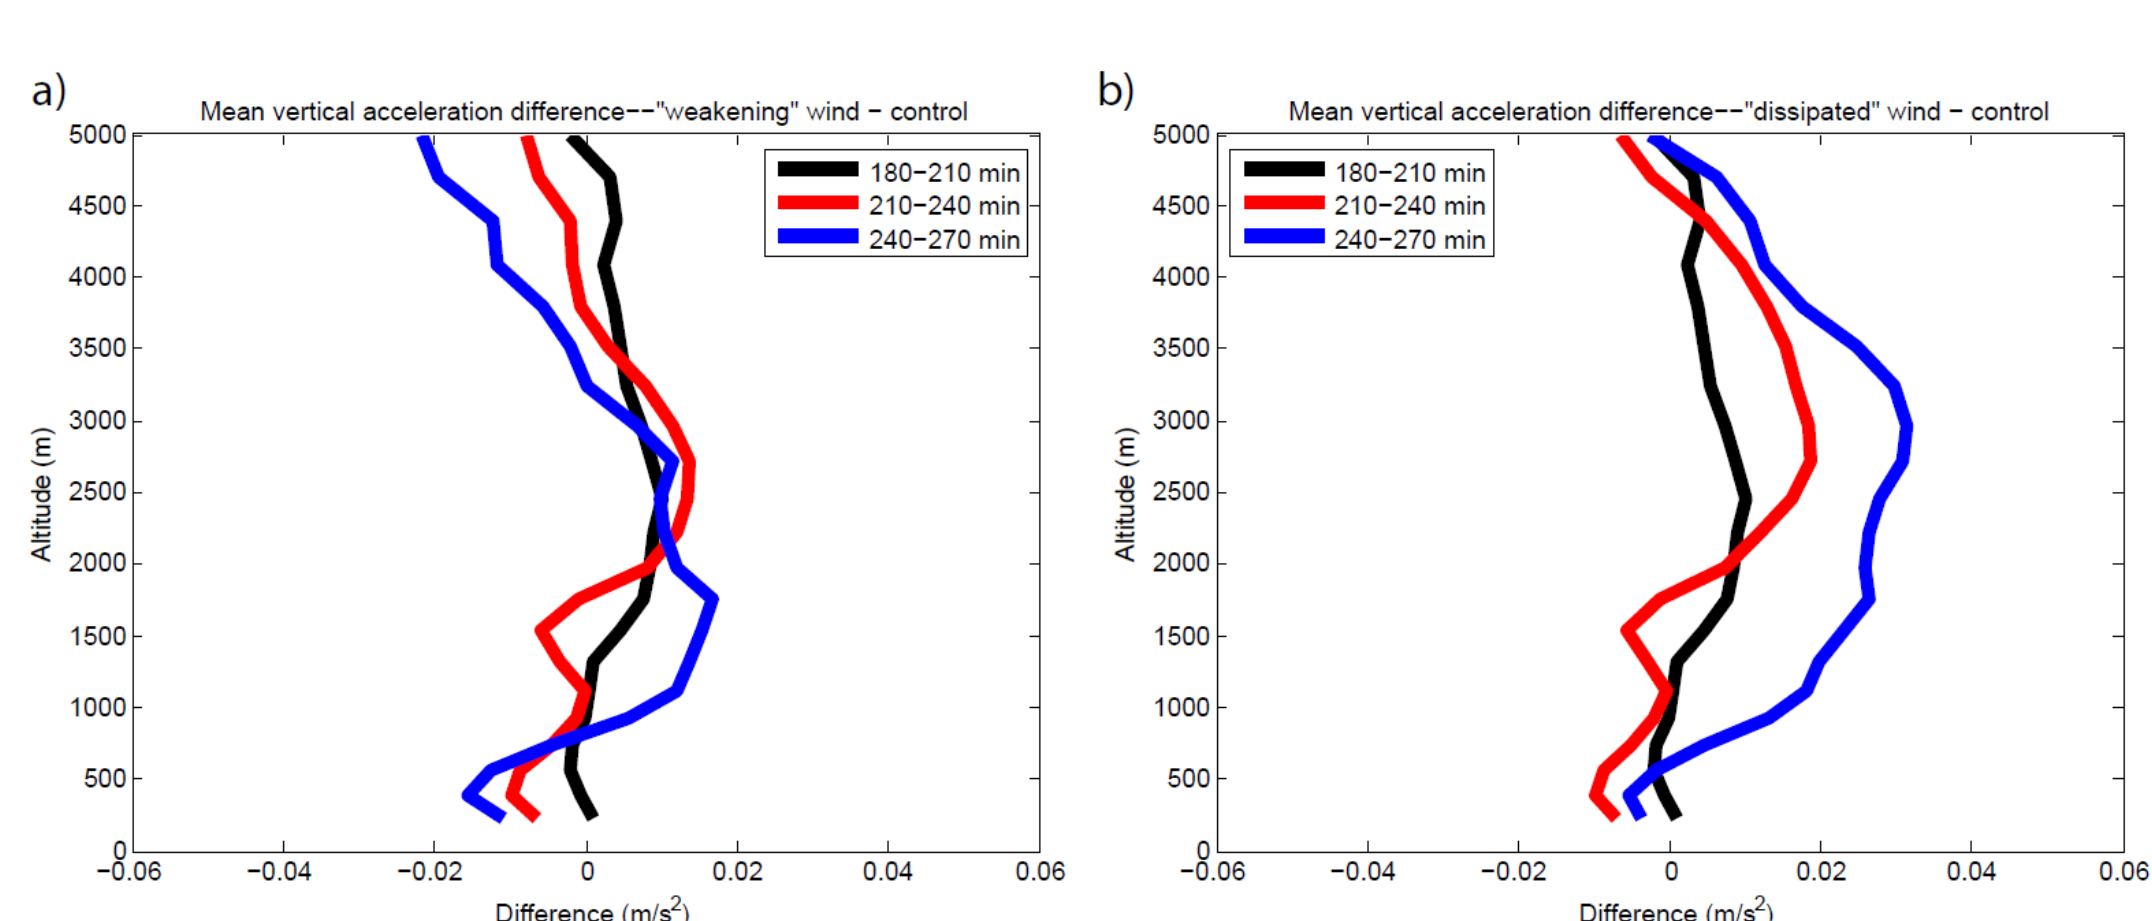 a)
Mean vertical acceleration difference−−"weakening" wind − control
5000
4500
4000
3500
3000
2500
2000
1500
1000
500
0
Altitude (m)
180−210 min
210−240 min
240−270 min
−0.06 −0.04 −0.02 0 0.02 0.04 0.06
Difference (m/s²)
b)
Mean vertical acceleration difference−−"dissipated" wind − control
5000
4500
4000
3500
3000
2500
2000
1500
1000
500
0
Altitude (m)
180−210 min
210−240 min
240−270 min
−0.06 −0.04 −0.02 0 0.02 0.04 0.06
Difference (m/s²)